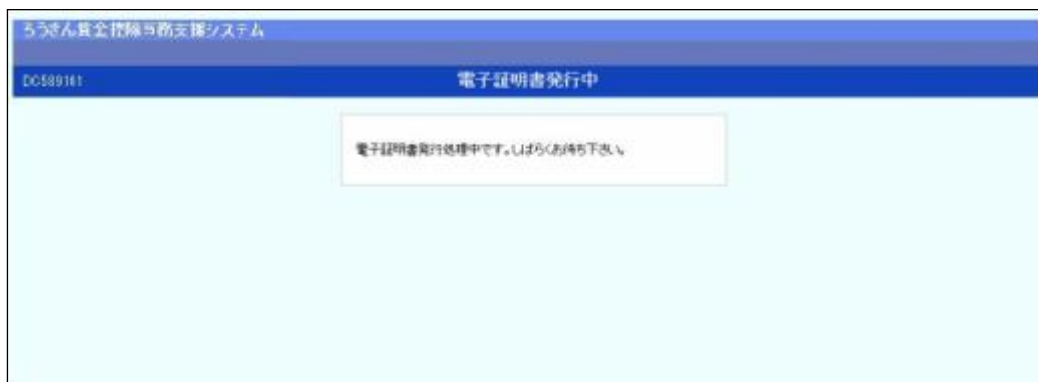 ろうきん賃金控除事務支援システム
DC589101 電子証明書発行中
電子証明書発行処理中です。しばらくお待ち下さい。